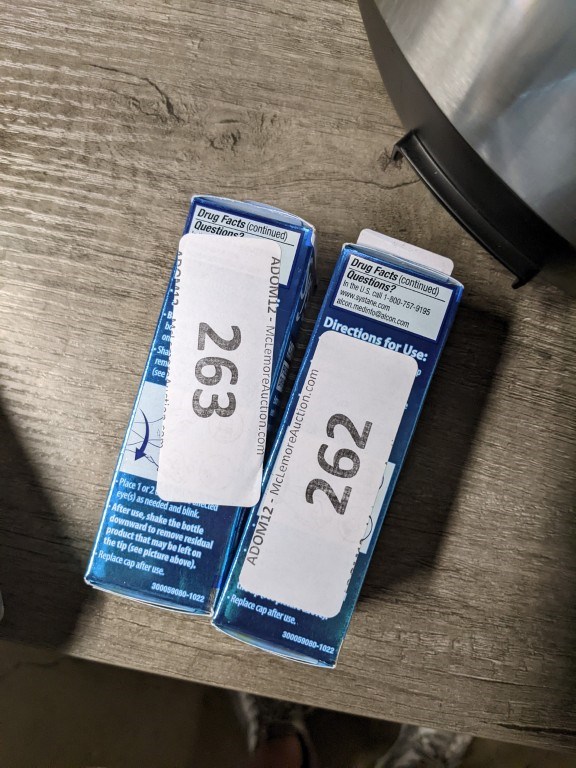 Drug Facts (continued)
Questions?
263
ADOM12 - McLemoreAuction.com
ADOM12
(see
• Place 1 or 2
eye(s) as needed and blink.
• After use, shake the bottle
downward to remove residual
product that may be left on
the tip (see picture above).
• Replace cap after use.
300059080-1022
Drug Facts (continued)
Questions?
In the U.S. call 1-800-757-9195
www.systane.com
alcon.medinfo@alcon.com
Directions for Use:
262
ADOM12 - McLemoreAuction.com
• Replace cap after use.
300059080-1022